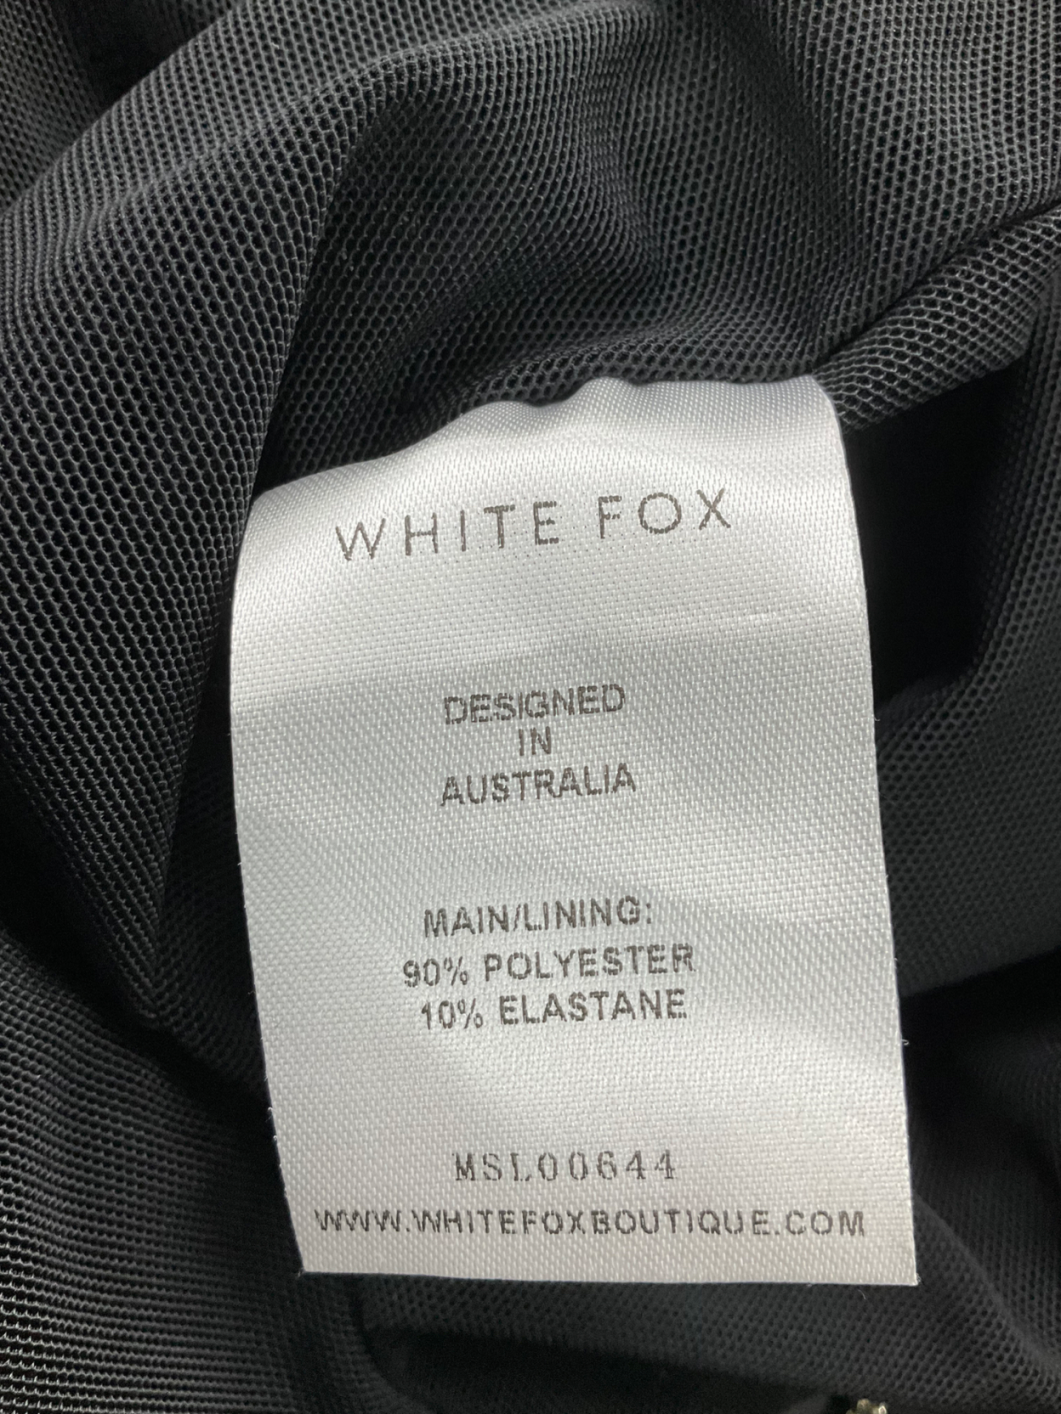 WHITE FOX
DESIGNED
IN
AUSTRALIA
MAIN/LINING:
90% POLYESTER
10% ELASTANE
MSL00644
WWW.WHITEFOXBOUTIQUE.COM